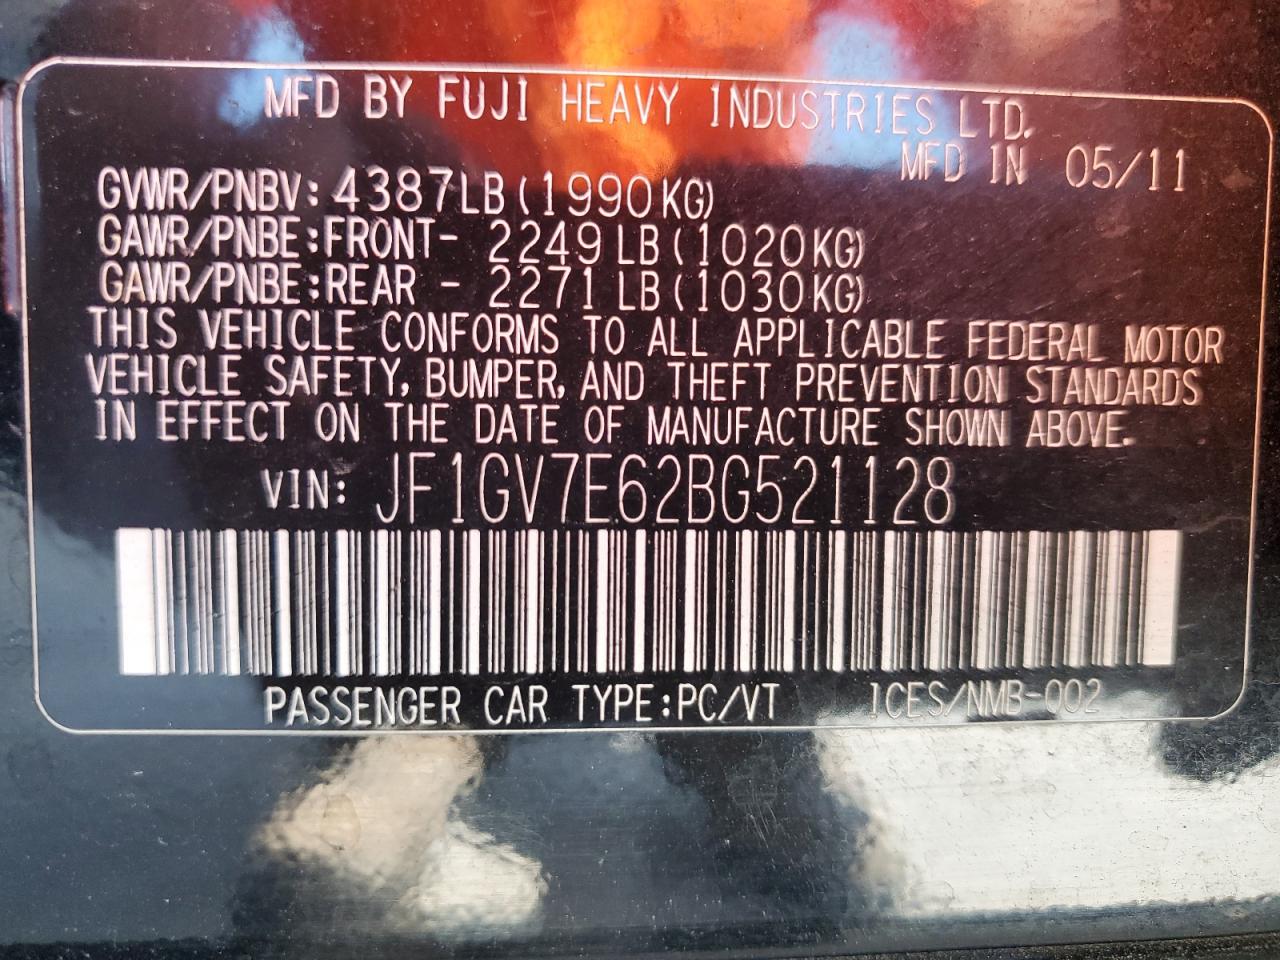 MFD BY FUJI HEAVY INDUSTRIES LTD.
MFD IN 05/11
GVWR/PNBV: 4387LB (1990KG)
GAWR/PNBE:FRONT- 2249LB (1020KG)
GAWR/PNBE:REAR - 2271LB (1030KG)
THIS VEHICLE CONFORMS TO ALL APPLICABLE FEDERAL MOTOR
VEHICLE SAFETY, BUMPER, AND THEFT PREVENTION STANDARDS
IN EFFECT ON THE DATE OF MANUFACTURE SHOWN ABOVE.
VIN: JF1GV7E62BG521128
PASSENGER CAR TYPE:PC/VT ICES/NMB-002